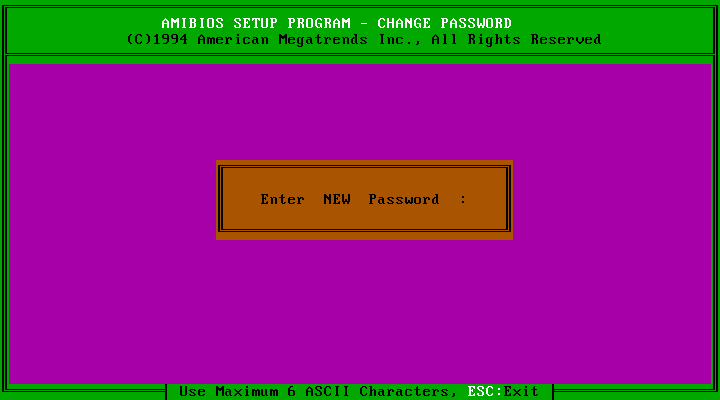 AMIBIOS SETUP PROGRAM - CHANGE PASSWORD
(C)1994 American Megatrends Inc., All Rights Reserved
Enter NEW Password :
Use Maximum 6 ASCII Characters, ESC:Exit